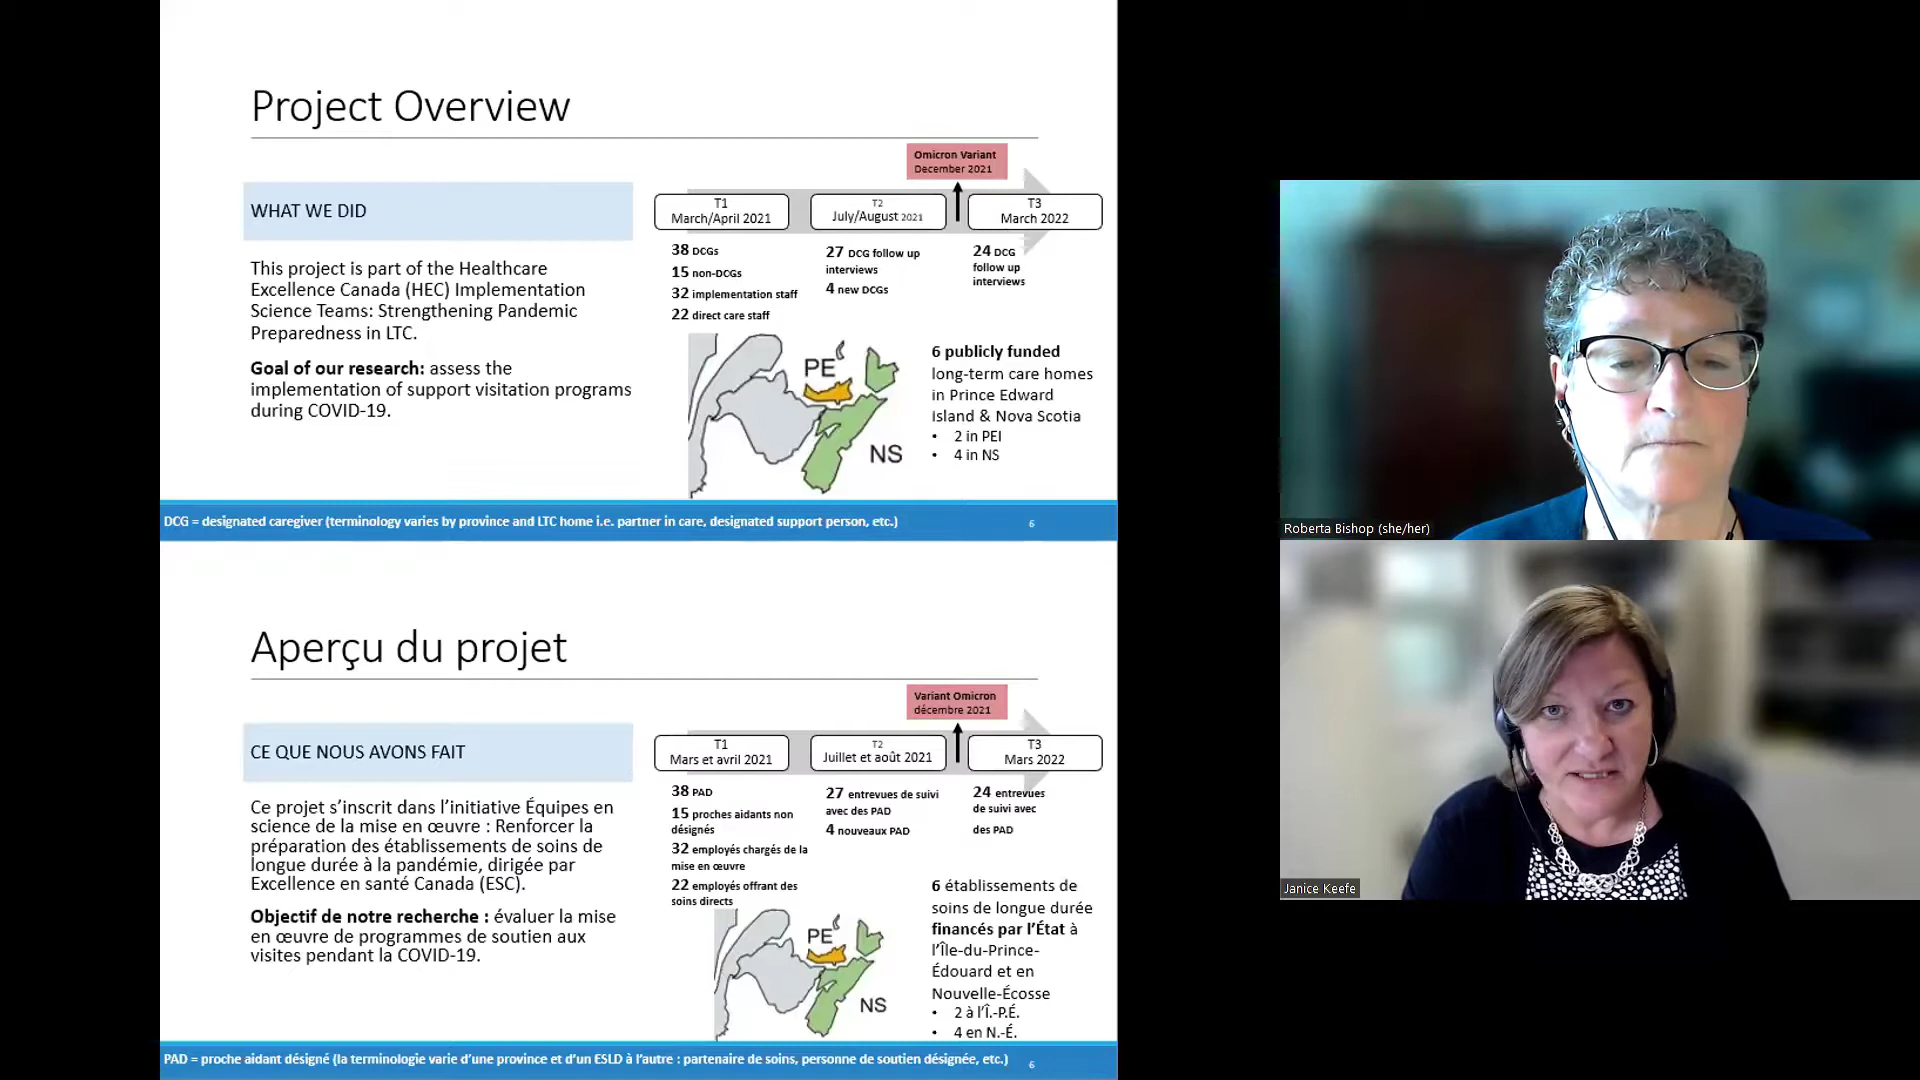 Project Overview
Omicron Variant
December 2021
WHAT WE DID
T1
March/April 2021
T2
July/August 2021
T3
March 2022
This project is part of the Healthcare
Excellence Canada (HEC) Implementation
Science Teams: Strengthening Pandemic
Preparedness in LTC.
Goal of our research: assess the
implementation of support visitation programs
during COVID-19.
38 DCGs
15 non-DCGs
32 implementation staff
22 direct care staff
27 DCG follow up
interviews
4 new DCGs
24 DCG
follow up
interviews
PE
NS
6 publicly funded
long-term care homes
in Prince Edward
Island & Nova Scotia
• 2 in PEI
• 4 in NS
DCG = designated caregiver (terminology varies by province and LTC home i.e. partner in care, designated support person, etc.)
6
Aperçu du projet
Variant Omicron
décembre 2021
CE QUE NOUS AVONS FAIT
T1
Mars et avril 2021
T2
Juillet et août 2021
T3
Mars 2022
Ce projet s’inscrit dans l’initiative Équipes en
science de la mise en œuvre : Renforcer la
préparation des établissements de soins de
longue durée à la pandémie, dirigée par
Excellence en santé Canada (ESC).
Objectif de notre recherche : évaluer la mise
en œuvre de programmes de soutien aux
visites pendant la COVID-19.
38 PAD
15 proches aidants non
désignés
32 employés chargés de la
mise en œuvre
22 employés offrant des
soins directs
27 entrevues de suivi
avec des PAD
4 nouveaux PAD
24 entrevues
de suivi avec
des PAD
PE
NS
6 établissements de
soins de longue durée
financés par l’État à
l’Île-du-Prince-
Édouard et en
Nouvelle-Écosse
• 2 à l’Î.-P.É.
• 4 en N.-É.
PAD = proche aidant désigné (la terminologie varie d’une province et d’un ESLD à l’autre : partenaire de soins, personne de soutien désignée, etc.)
6
Roberta Bishop (she/her)
Janice Keefe